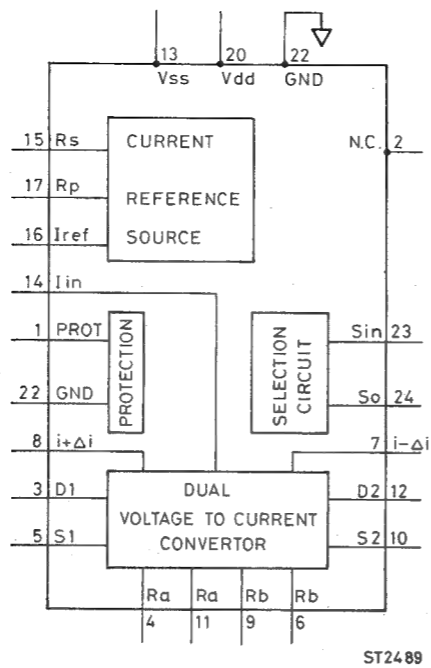 13 20 22
Vss Vdd GND
15 Rs CURRENT N.C. 2
17 Rp REFERENCE
16 Iref SOURCE
14 Iin
1 PROT PROTECTION SELECTION CIRCUIT Sin 23
22 GND So 24
8 i+Δi 7 i−Δi
3 D1 DUAL D2 12
VOLTAGE TO CURRENT
5 S1 CONVERTOR S2 10
Ra Ra Rb Rb
4 11 9 6
ST2489